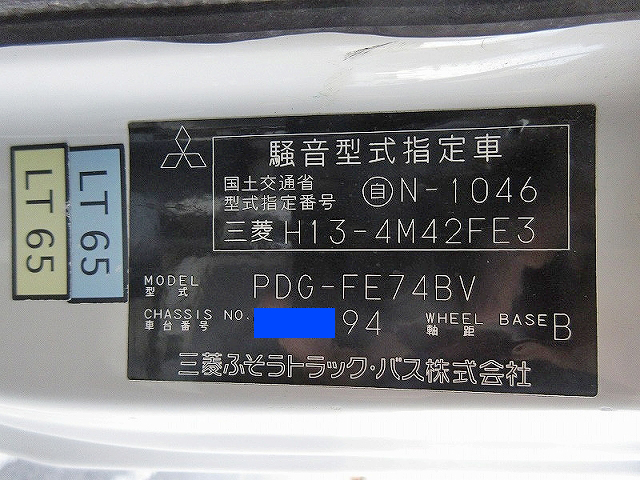 騒音型式指定車
国土交通省
型式指定番号
自N-1046
三菱 H13-4M42FE3
MODEL PDG-FE74BV
型式
CHASSIS NO. 94 WHEEL BASE B
車台番号 軸距
三菱ふそうトラック・バス株式会社
LT 65
LT 65